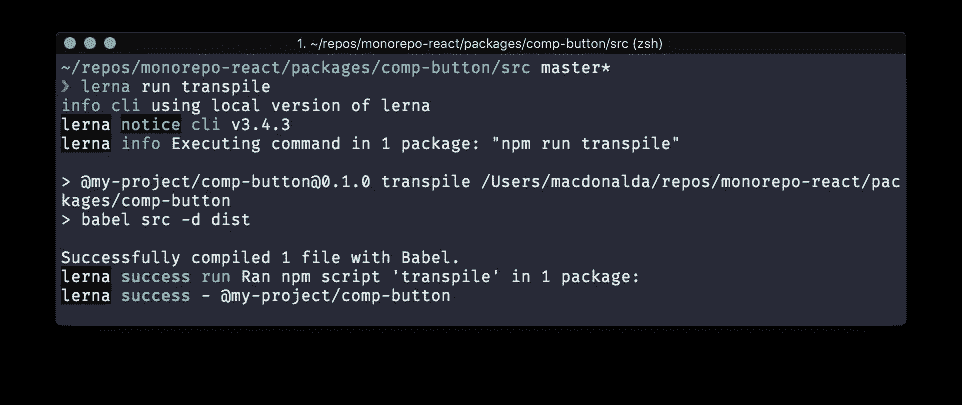 1. ~/repos/monorepo-react/packages/comp-button/src (zsh)
~/repos/monorepo-react/packages/comp-button/src master*
❯ lerna run transpile
info cli using local version of lerna
lerna notice cli v3.4.3
lerna info Executing command in 1 package: "npm run transpile"
> @my-project/comp-button@0.1.0 transpile /Users/macdonalda/repos/monorepo-react/pac
kages/comp-button
> babel src -d dist
Successfully compiled 1 file with Babel.
lerna success run Ran npm script 'transpile' in 1 package:
lerna success - @my-project/comp-button